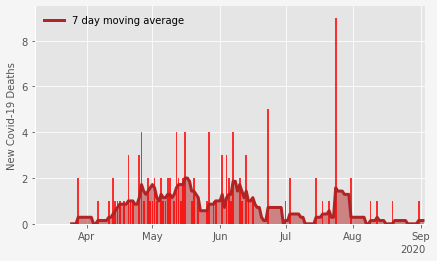 7 day moving average
New Covid-19 Deaths
8
6
4
2
0
Apr
May
Jun
Jul
Aug
Sep
2020